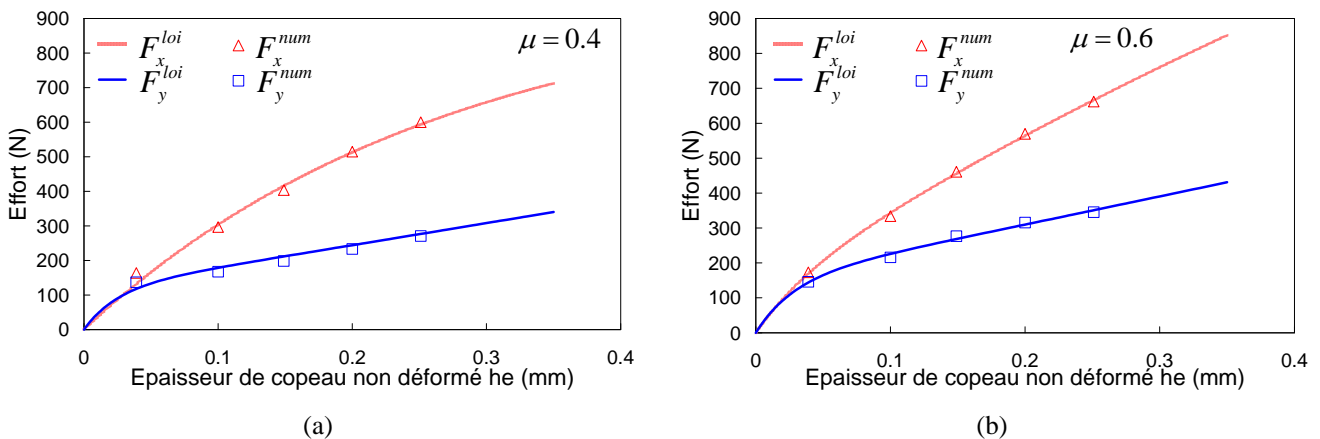 900
800
700
600
500
400
300
200
100
0
Effort (N)
F_x^{loi} F_x^{num} μ = 0.4
F_y^{loi} F_y^{num}
0 0.1 0.2 0.3 0.4
Epaisseur de copeau non déformé he (mm)
(a)
900
800
700
600
500
400
300
200
100
0
Effort (N)
F_x^{loi} F_x^{num} μ = 0.6
F_y^{loi} F_y^{num}
0 0.1 0.2 0.3 0.4
Epaisseur de copeau non déformé he (mm)
(b)